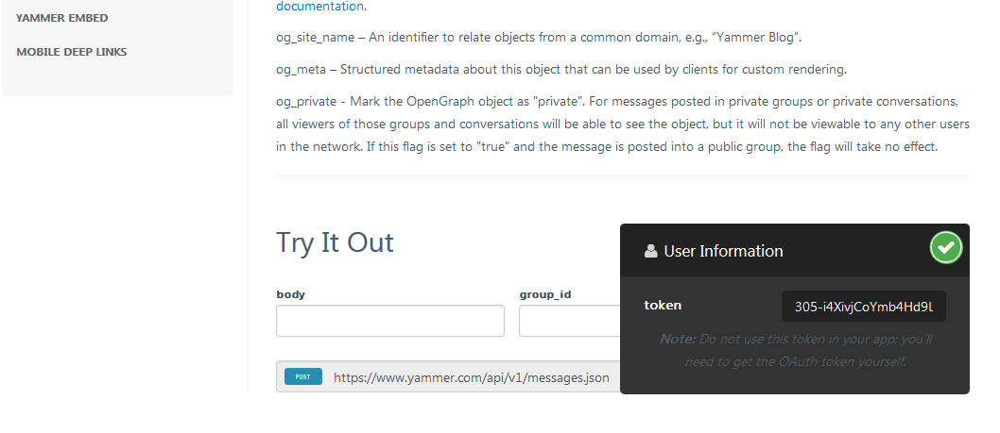 YAMMER EMBED
MOBILE DEEP LINKS
documentation.
og_site_name – An identifier to relate objects from a common domain, e.g., “Yammer Blog”.
og_meta – Structured metadata about this object that can be used by clients for custom rendering.
og_private - Mark the OpenGraph object as "private". For messages posted in private groups or private conversations,
all viewers of those groups and conversations will be able to see the object, but it will not be viewable to any other users
in the network. If this flag is set to "true" and the message is posted into a public group, the flag will take no effect.
Try It Out
body
group_id
POST https://www.yammer.com/api/v1/messages.json
User Information
token
305-i4XivjCoYmb4Hd9L
Note: Do not use this token in your app; you'll
need to get the OAuth token yourself.